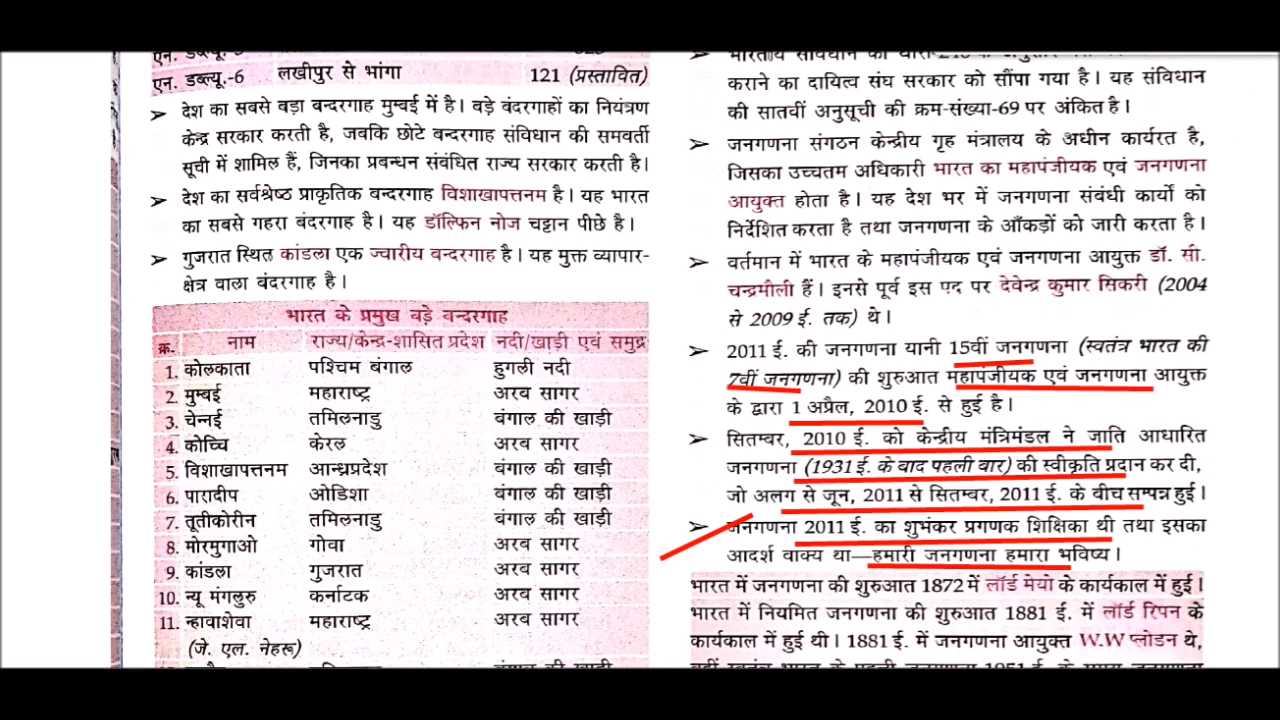 एन. डब्ल्यू.-6 लखीपुर से भांगा 121 (प्रस्तावित)
➢ देश का सबसे बड़ा बन्दरगाह मुम्बई में है। बड़े बंदरगाहों का नियंत्रण
केन्द्र सरकार करती है, जबकि छोटे बन्दरगाह संविधान की समवर्ती
सूची में शामिल हैं, जिनका प्रबन्धन संबंधित राज्य सरकार करती है।
➢ देश का सर्वश्रेष्ठ प्राकृतिक बन्दरगाह विशाखापत्तनम है। यह भारत
का सबसे गहरा बंदरगाह है। यह डॉल्फिन नोज चट्टान पीछे है।
➢ गुजरात स्थित कांडला एक ज्वारीय बन्दरगाह है। यह मुक्त व्यापार-
क्षेत्र वाला बंदरगाह है।
भारत के प्रमुख बड़े बन्दरगाह
क्र. नाम राज्य/केन्द्र-शासित प्रदेश नदी/खाड़ी एवं समुद्र
1. कोलकाता पश्चिम बंगाल हुगली नदी
2. मुम्बई महाराष्ट्र अरब सागर
3. चेन्नई तमिलनाडु बंगाल की खाड़ी
4. कोच्चि केरल अरब सागर
5. विशाखापत्तनम आन्ध्रप्रदेश बंगाल की खाड़ी
6. पारादीप ओडिशा बंगाल की खाड़ी
7. तूतीकोरीन तमिलनाडु बंगाल की खाड़ी
8. मोरमुगाओ गोवा अरब सागर
9. कांडला गुजरात अरब सागर
10. न्यू मंगलुरु कर्नाटक अरब सागर
11. न्हावाशेवा महाराष्ट्र अरब सागर
(जे. एल. नेहरू)
कराने का दायित्व संघ सरकार को सौंपा गया है। यह संविधान
की सातवीं अनुसूची की क्रम-संख्या-69 पर अंकित है।
➢ जनगणना संगठन केन्द्रीय गृह मंत्रालय के अधीन कार्यरत है,
जिसका उच्चतम अधिकारी भारत का महापंजीयक एवं जनगणना
आयुक्त होता है। यह देश भर में जनगणना संबंधी कार्यों को
निर्देशित करता है तथा जनगणना के आँकड़ों को जारी करता है।
➢ वर्तमान में भारत के महापंजीयक एवं जनगणना आयुक्त डॉ. सी.
चन्द्रमौली हैं। इनसे पूर्व इस पद पर देवेन्द्र कुमार सिकरी (2004
से 2009 ई. तक) थे।
➢ 2011 ई. की जनगणना यानी 15वीं जनगणना (स्वतंत्र भारत की
7वीं जनगणना) की शुरुआत महापंजीयक एवं जनगणना आयुक्त
के द्वारा 1 अप्रैल, 2010 ई. से हुई है।
➢ सितम्बर, 2010 ई. को केन्द्रीय मंत्रिमंडल ने जाति आधारित
जनगणना (1931 ई. के बाद पहली बार) की स्वीकृति प्रदान कर दी,
जो अलग से जून, 2011 से सितम्बर, 2011 ई. के बीच सम्पन्न हुई।
➢ जनगणना 2011 ई. का शुभंकर प्रगणक शिक्षिका थी तथा इसका
आदर्श वाक्य था—हमारी जनगणना हमारा भविष्य।
भारत में जनगणना की शुरुआत 1872 में लॉर्ड मेयो के कार्यकाल में हुई।
भारत में नियमित जनगणना की शुरुआत 1881 ई. में लॉर्ड रिपन के
कार्यकाल में हुई थी। 1881 ई. में जनगणना आयुक्त W.W प्लोडन थे,